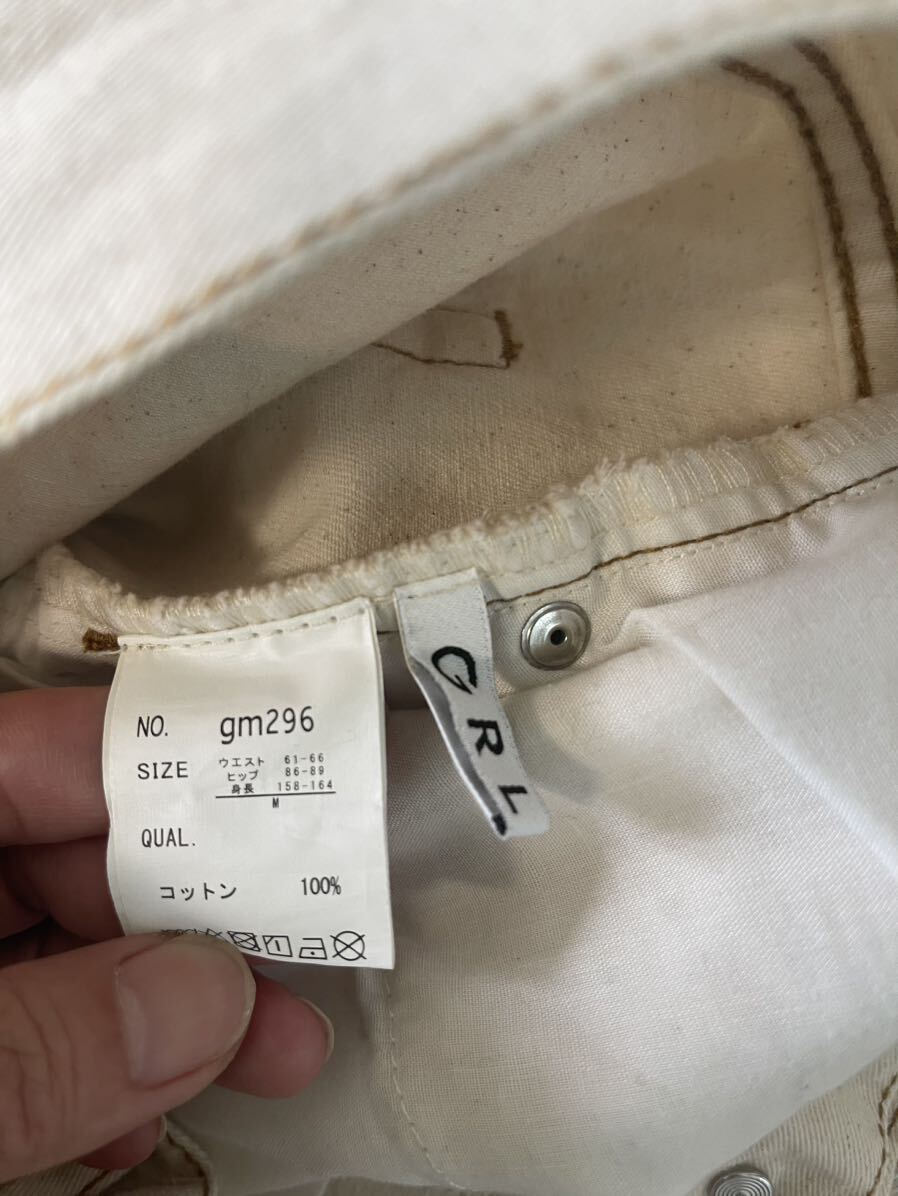 NO. gm296
SIZE ウエスト 61-66
ヒップ 86-89
身長 158-164
M
QUAL.
コットン 100%
GRL